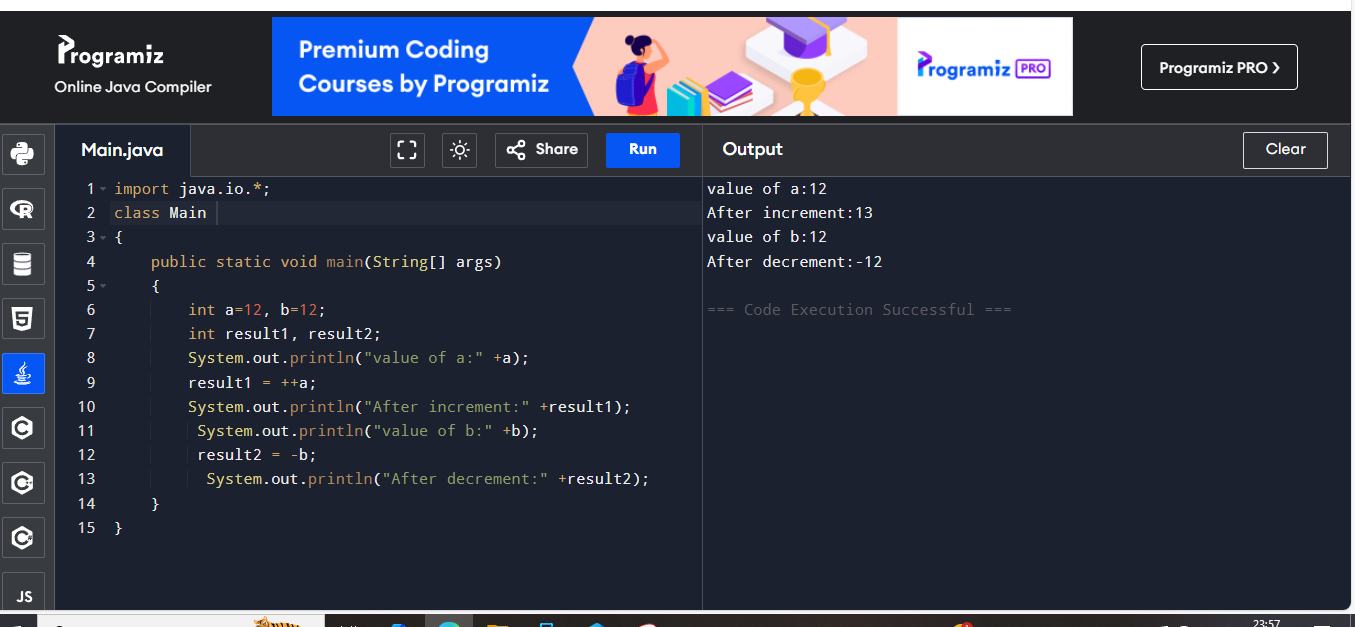 Programiz
Online Java Compiler
Premium Coding
Courses by Programiz
Programiz PRO
Programiz PRO ›
Main.java
Share
Run
Output
Clear
1 import java.io.*;
2 class Main
3 {
4 public static void main(String[] args)
5 {
6 int a=12, b=12;
7 int result1, result2;
8 System.out.println("value of a:" +a);
9 result1 = ++a;
10 System.out.println("After increment:" +result1);
11 System.out.println("value of b:" +b);
12 result2 = -b;
13 System.out.println("After decrement:" +result2);
14 }
15 }
value of a:12
After increment:13
value of b:12
After decrement:-12
=== Code Execution Successful ===
R
5
C
C
C
JS
23:57